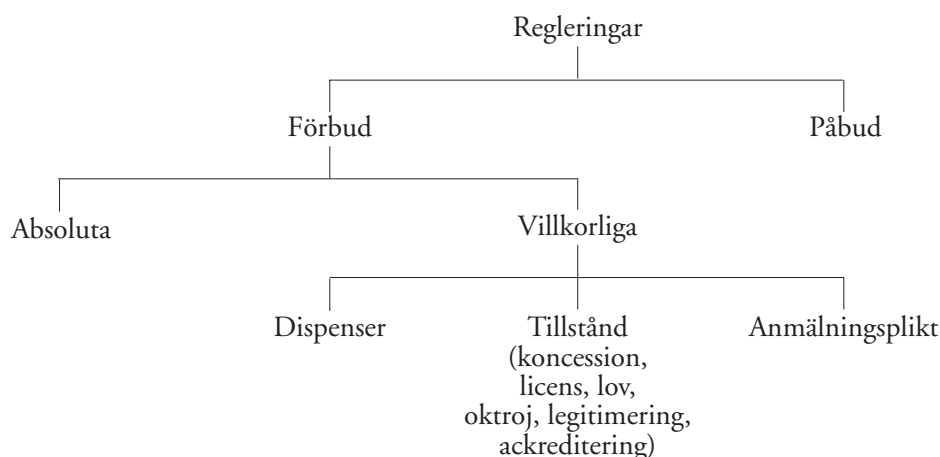 Regleringar
Förbud
Påbud
Absoluta
Villkorliga
Dispenser
Tillstånd
(koncession,
licens, lov,
oktroj, legitimering,
ackreditering)
Anmälningsplikt